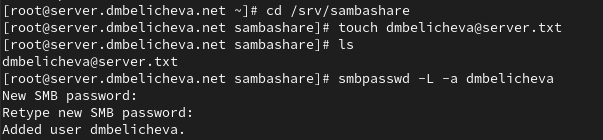 [root@server.dmbelicheva.net ~]# cd /srv/sambashare
[root@server.dmbelicheva.net sambashare]# touch dmbelicheva@server.txt
[root@server.dmbelicheva.net sambashare]# ls
dmbelicheva@server.txt
[root@server.dmbelicheva.net sambashare]# smbpasswd -L -a dmbelicheva
New SMB password:
Retype new SMB password:
Added user dmbelicheva.